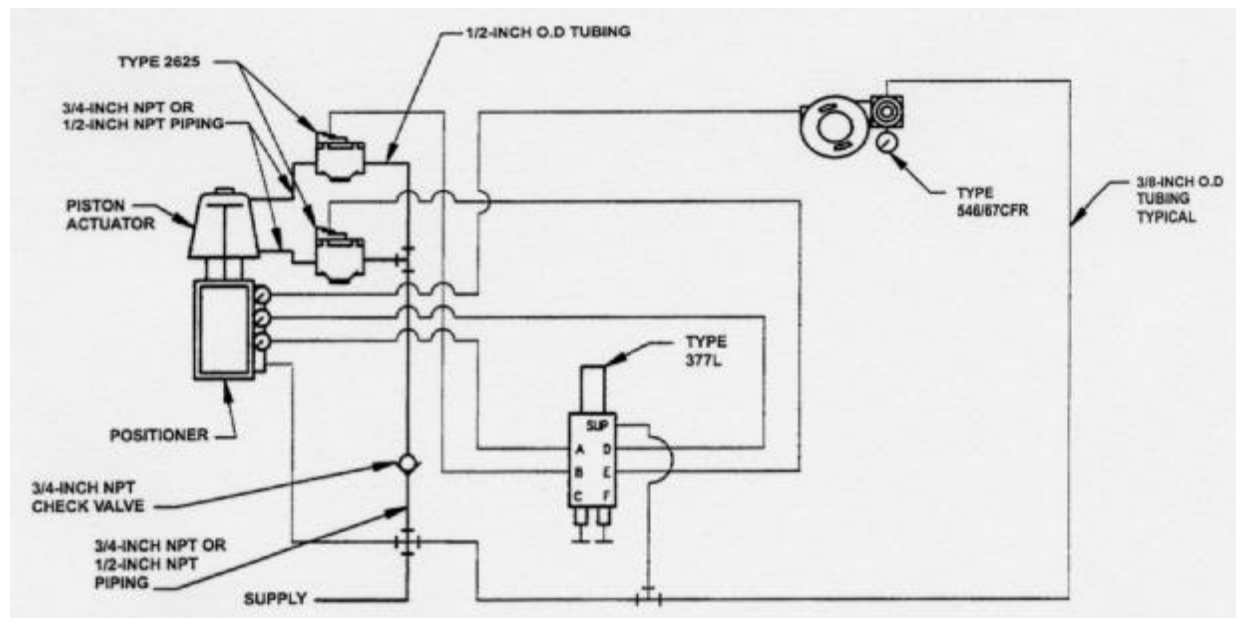 1/2-INCH O.D TUBING
TYPE 2625
3/4-INCH NPT OR
1/2-INCH NPT PIPING
PISTON
ACTUATOR
TYPE
546/67CFR
3/8-INCH O.D
TUBING
TYPICAL
TYPE
377L
SUP
A D
B E
C F
POSITIONER
3/4-INCH NPT
CHECK VALVE
3/4-INCH NPT OR
1/2-INCH NPT
PIPING
SUPPLY